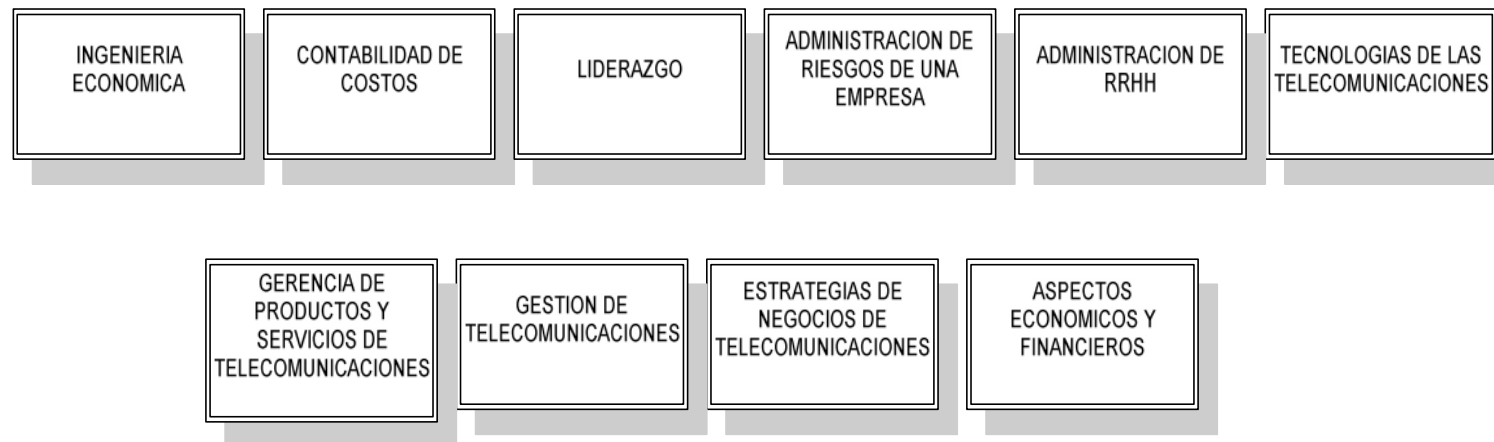 INGENIERIA
ECONOMICA
CONTABILIDAD DE
COSTOS
LIDERAZGO
ADMINISTRACION DE
RIESGOS DE UNA
EMPRESA
ADMINISTRACION DE
RRHH
TECNOLOGIAS DE LAS
TELECOMUNICACIONES
GERENCIA DE
PRODUCTOS Y
SERVICIOS DE
TELECOMUNICACIONES
GESTION DE
TELECOMUNICACIONES
ESTRATEGIAS DE
NEGOCIOS DE
TELECOMUNICACIONES
ASPECTOS
ECONOMICOS Y
FINANCIEROS